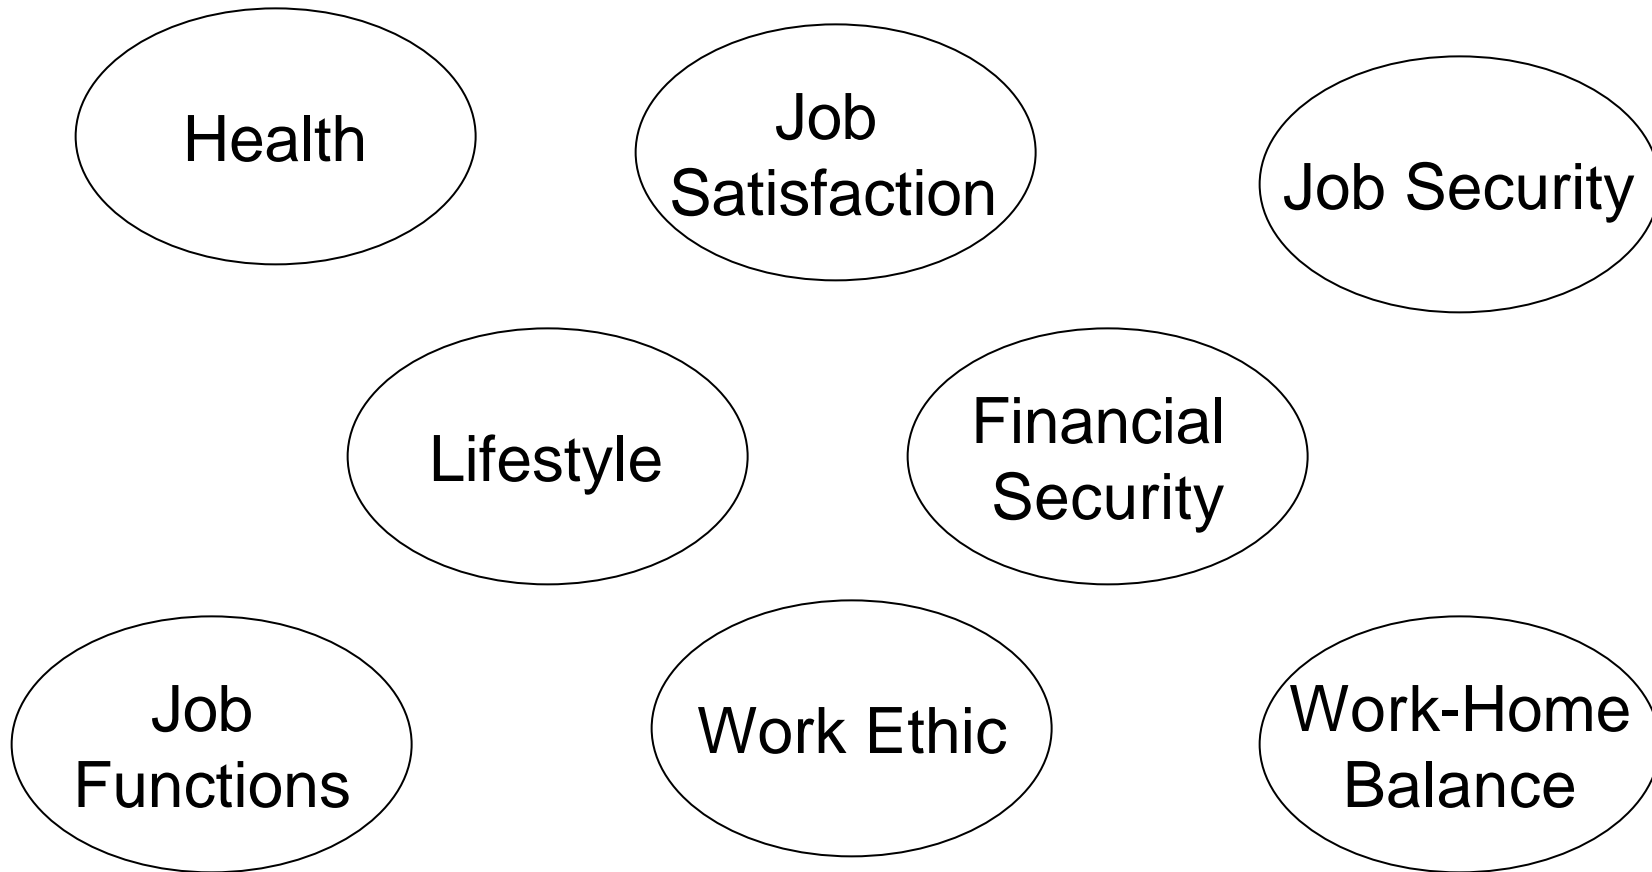 Health
Job
Satisfaction
Job Security
Lifestyle
Financial
Security
Job
Functions
Work Ethic
Work-Home
Balance